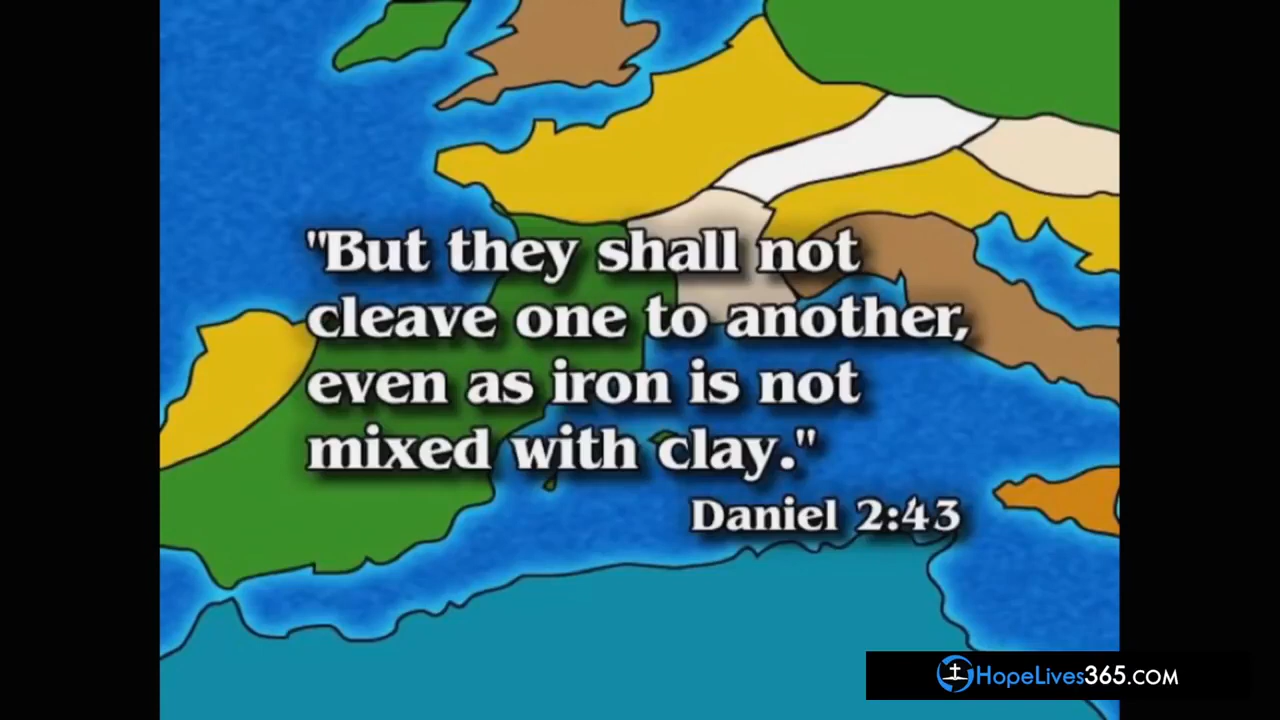 "But they shall not
cleave one to another,
even as iron is not
mixed with clay."
Daniel 2:43
HopeLives365.COM